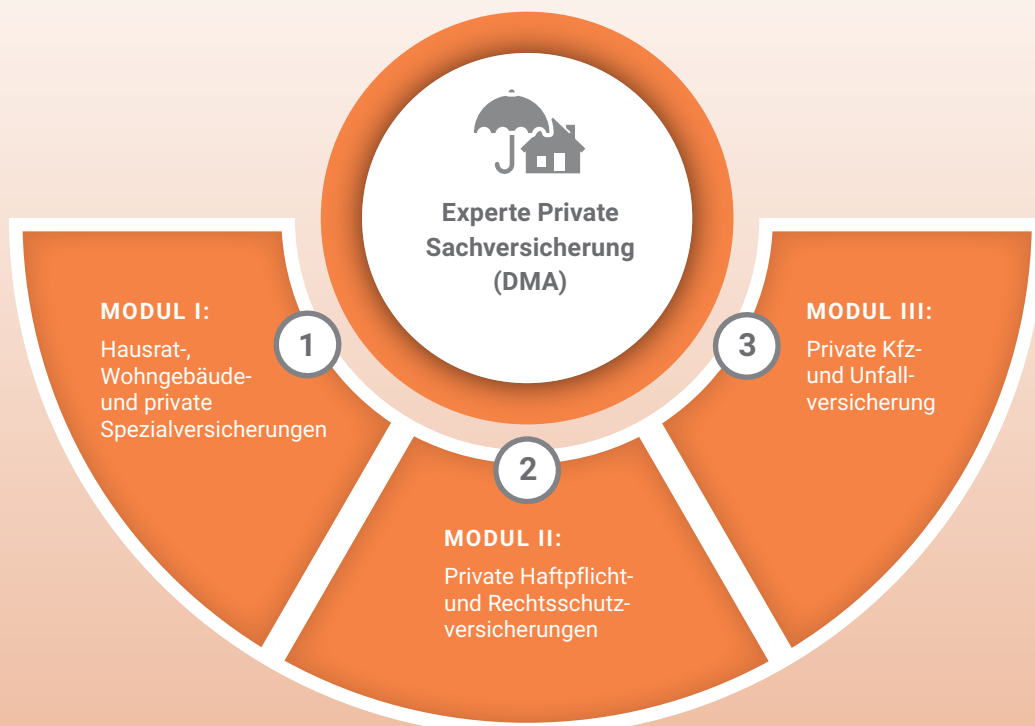 Experte Private
Sachversicherung
(DMA)
MODUL I:
Hausrat-,
Wohngebäude-
und private
Spezialversicherungen
1
2
MODUL II:
Private Haftpflicht-
und Rechtsschutz-
versicherungen
3
MODUL III:
Private Kfz-
und Unfall-
versicherung